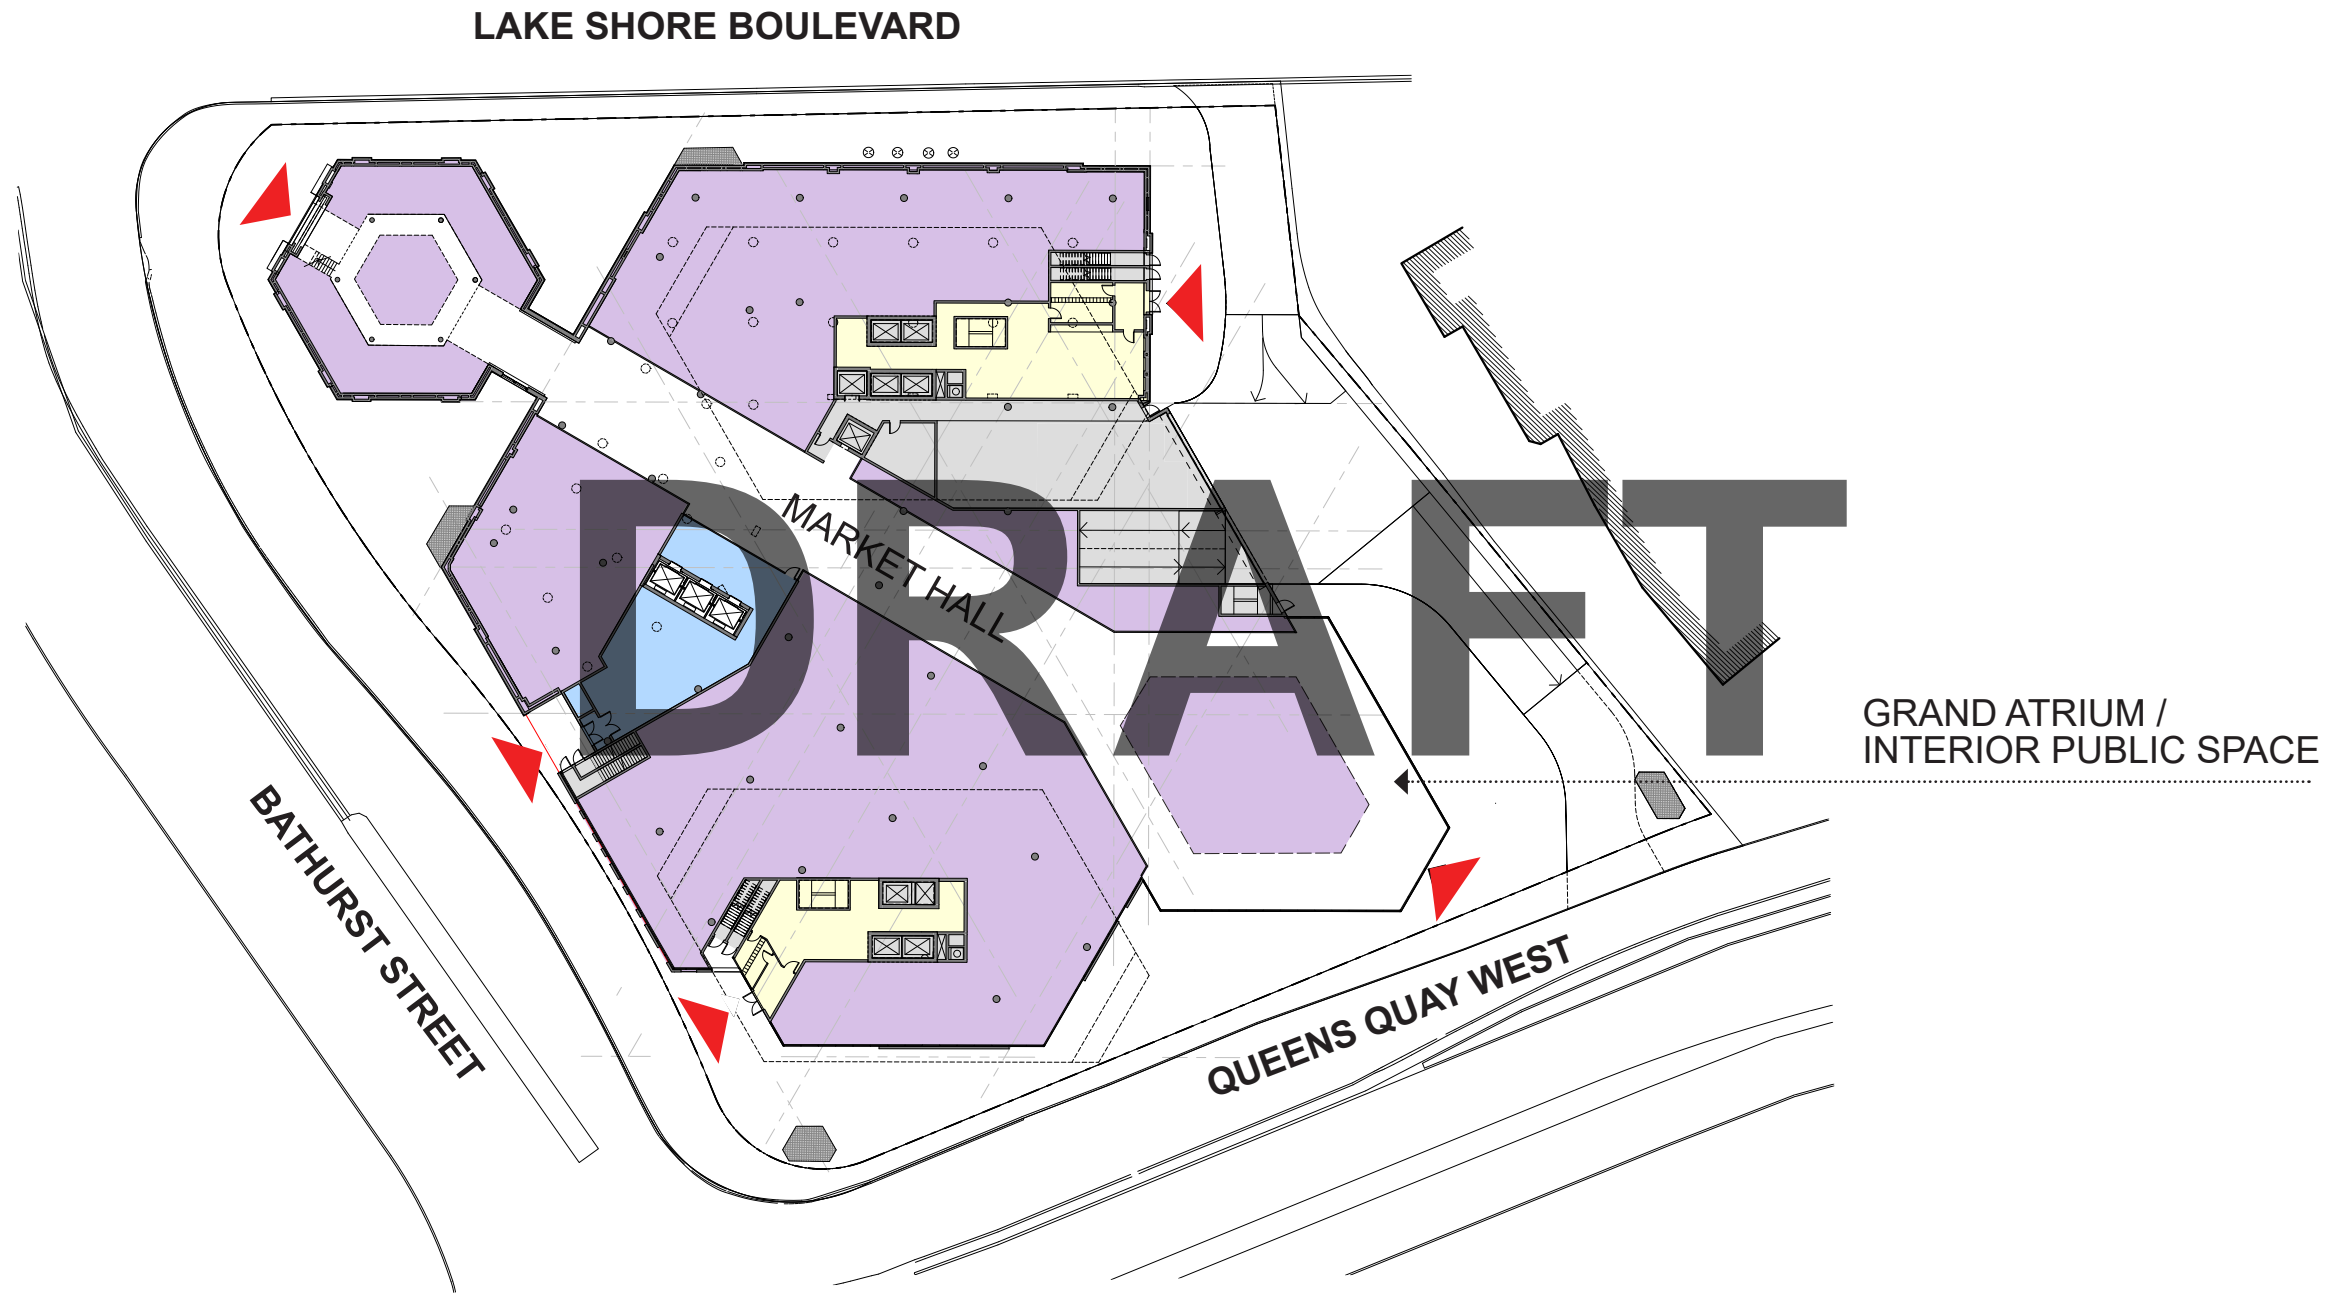 LAKE SHORE BOULEVARD
MARKET HALL
DRAFT
GRAND ATRIUM /
INTERIOR PUBLIC SPACE
BATHURST STREET
QUEENS QUAY WEST